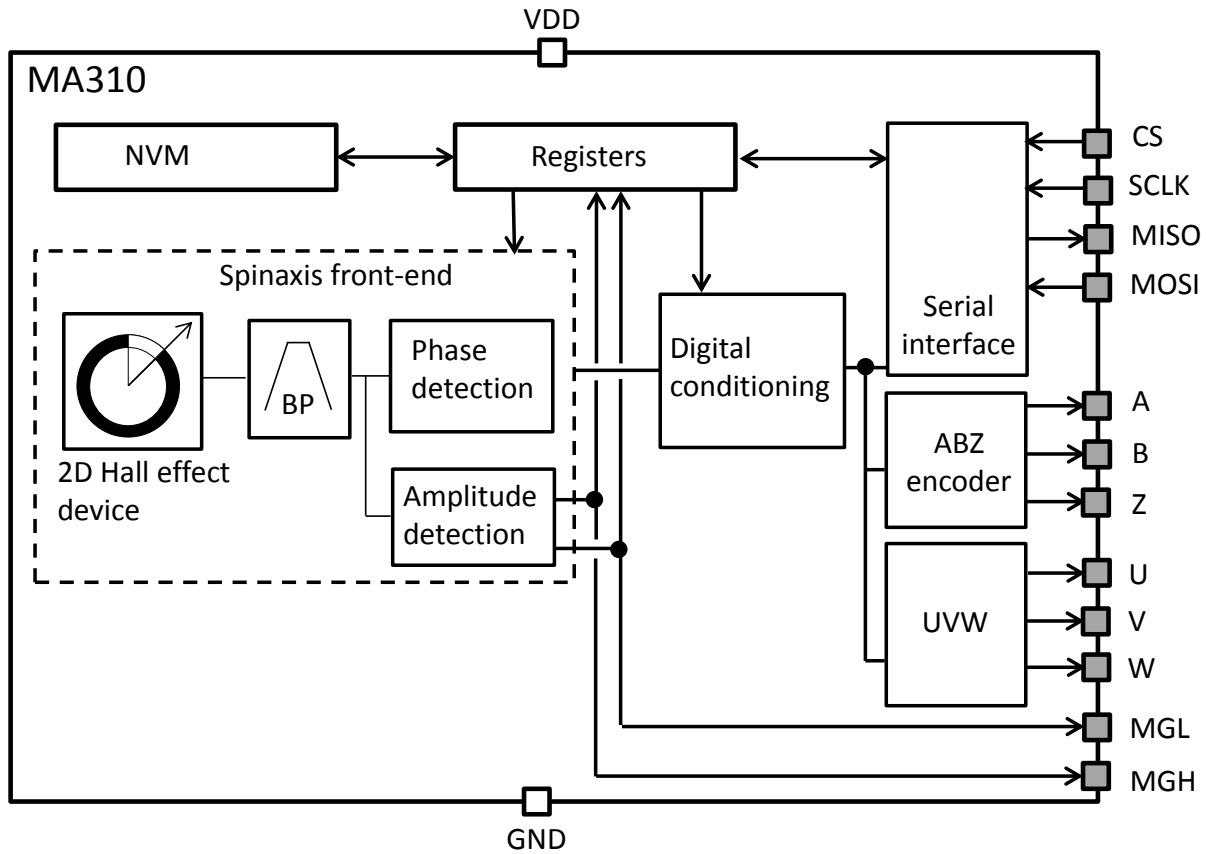 VDD
MA310
NVM
Registers
CS
SCLK
MISO
MOSI
Serial
interface
Spinaxis front-end
BP
Phase
detection
Digital
conditioning
2D Hall effect
device
Amplitude
detection
ABZ
encoder
A
B
Z
UVW
U
V
W
MGL
MGH
GND